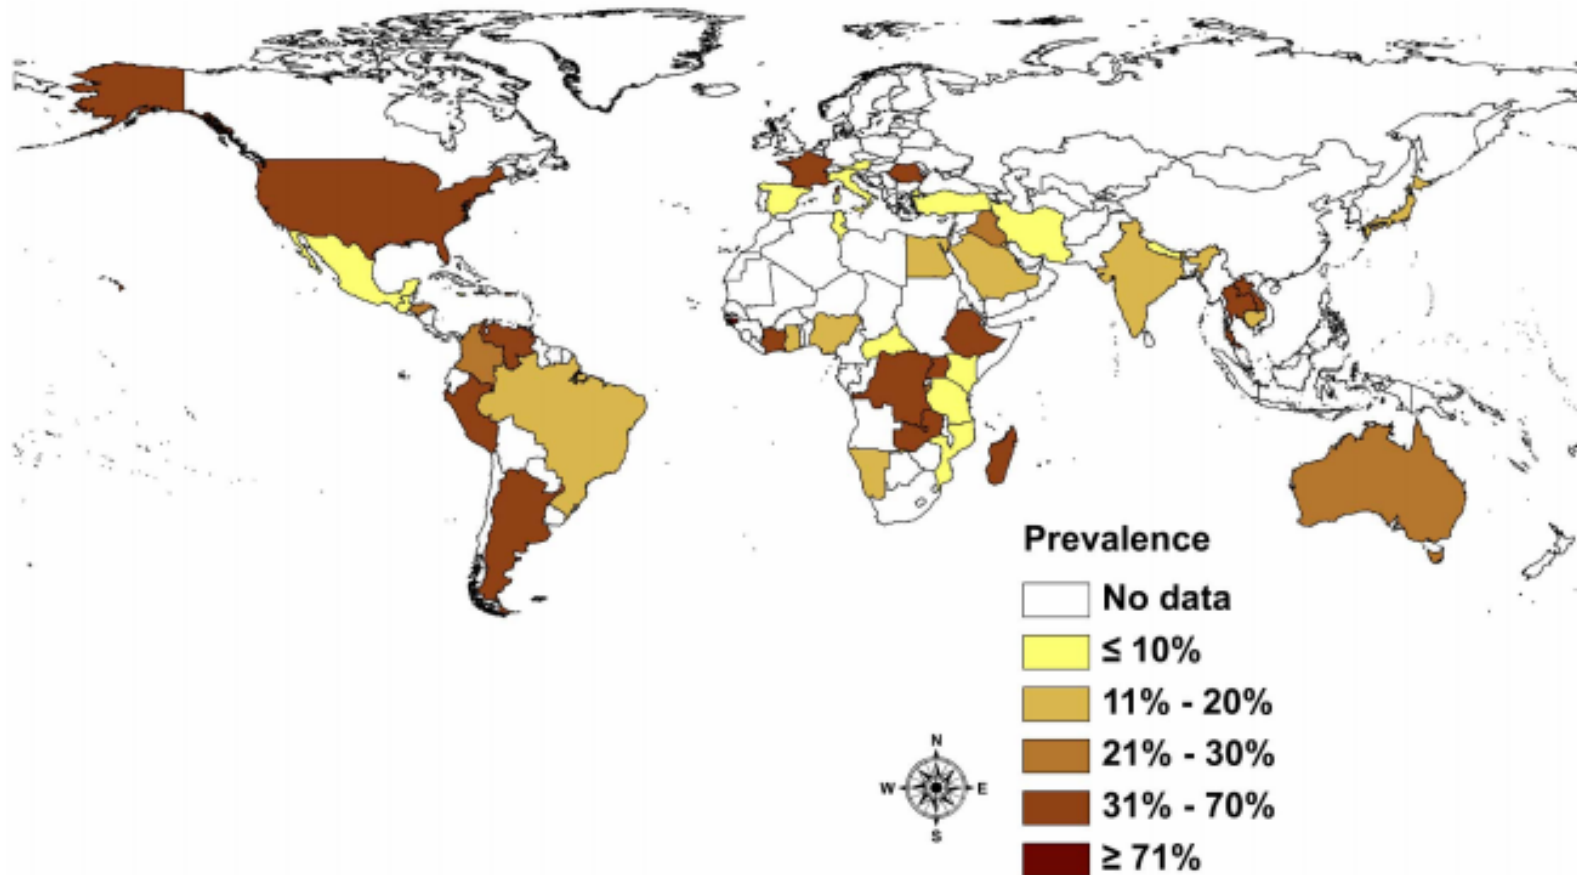 Prevalence
No data
≤ 10%
11% - 20%
21% - 30%
31% - 70%
≥ 71%
N
W E
S